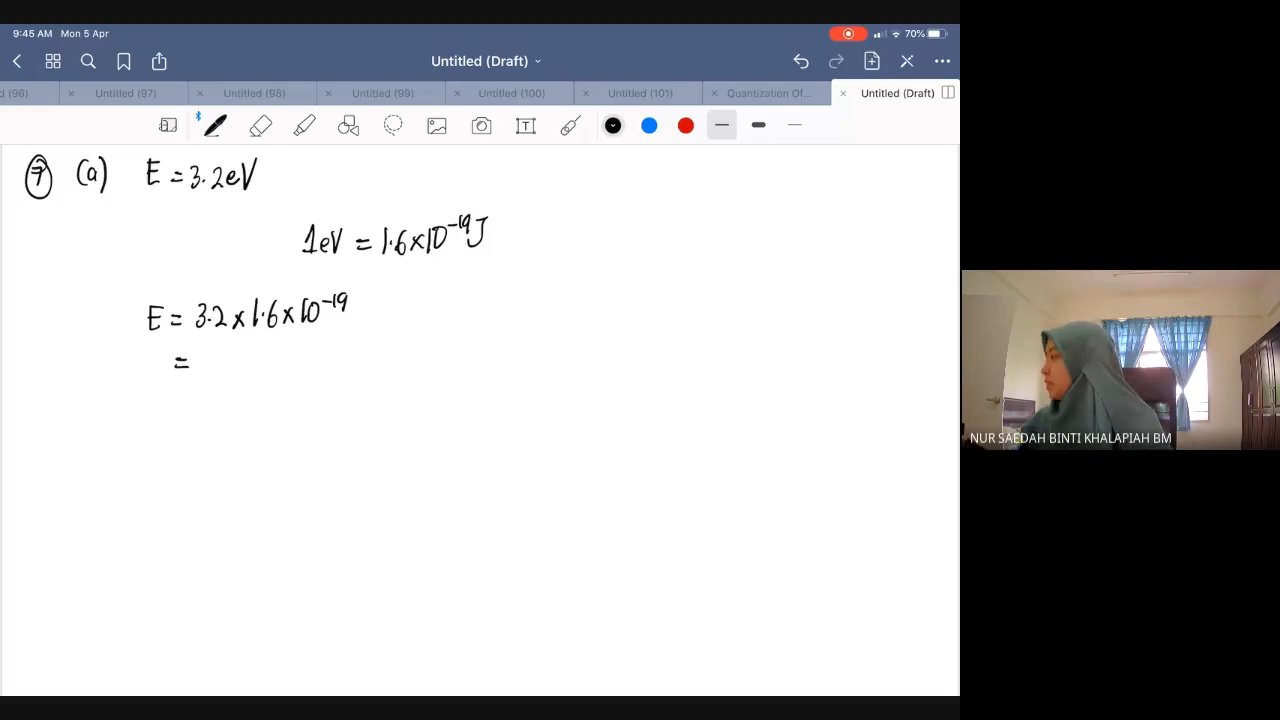 9:45 AM Mon 5 Apr
70%
Untitled (Draft)
d (96)
Untitled (97)
Untitled (98)
Untitled (99)
Untitled (100)
Untitled (101)
Quantization Of...
Untitled (Draft)
T
7 (a) E = 3.2eV
1eV = 1.6×10⁻¹⁹J
E = 3.2 × 1.6 × 10⁻¹⁹
=
NUR SAEDAH BINTI KHALAPIAH BM